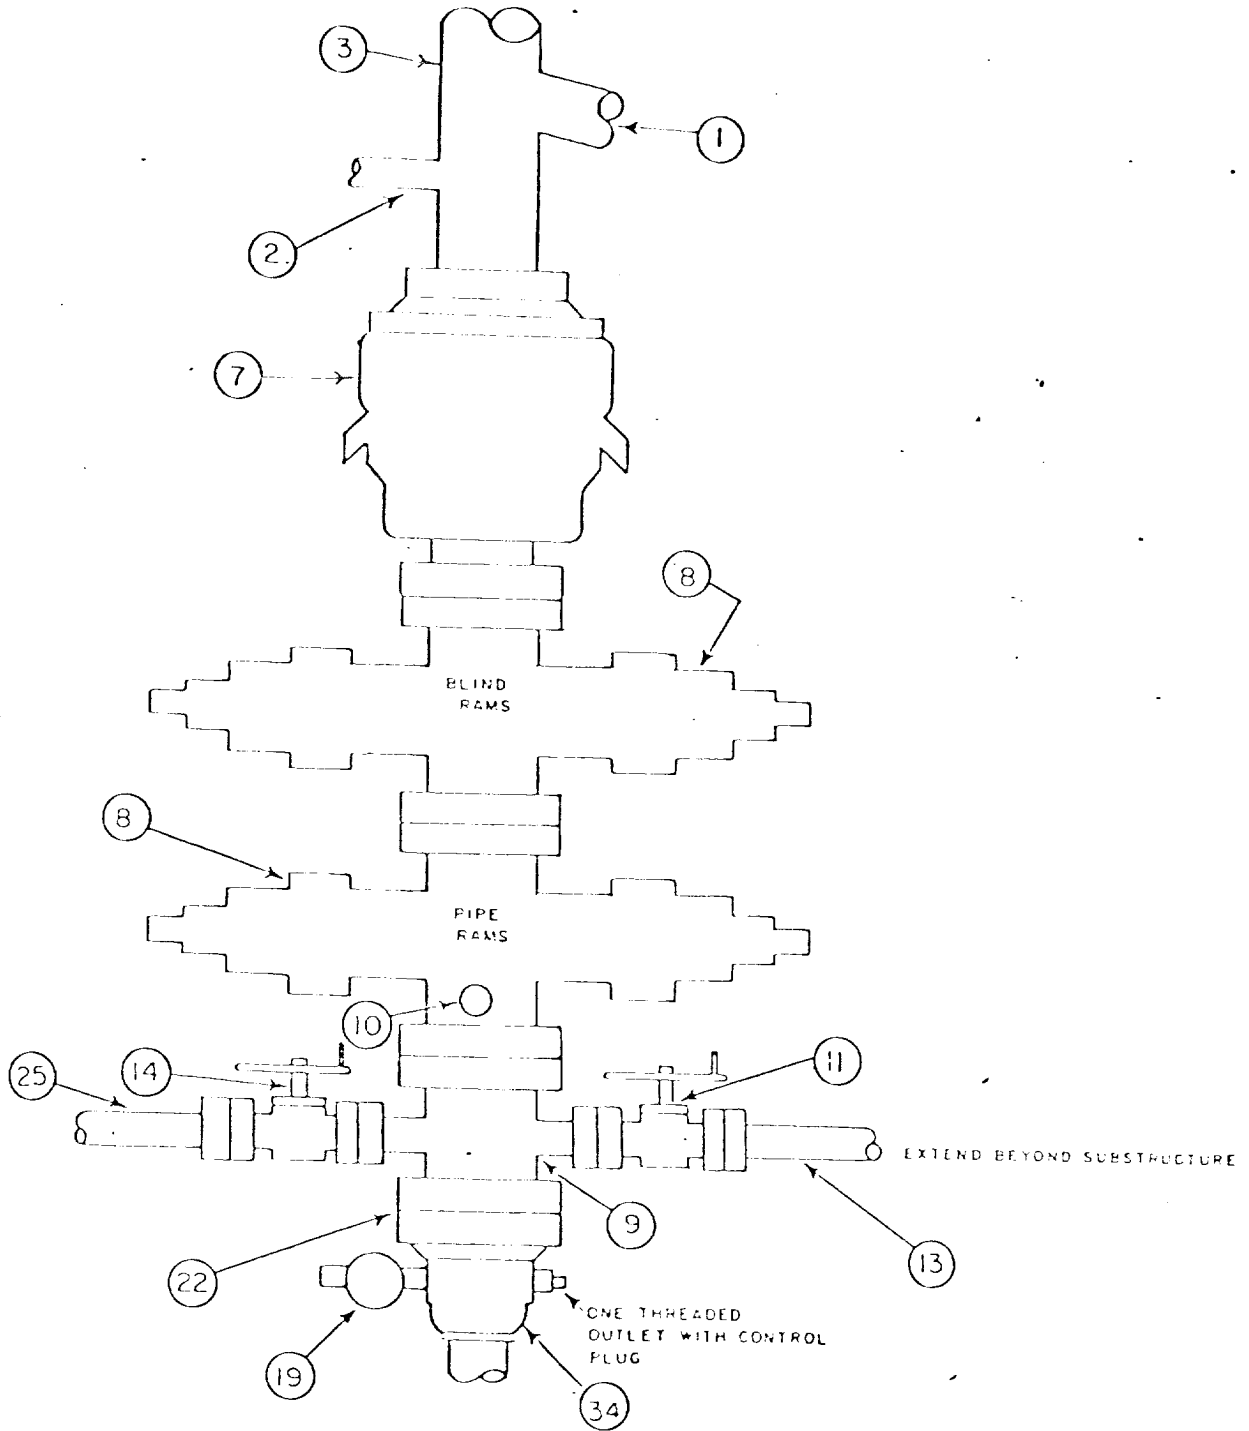 3
1
2
7
8
BLIND
RAMS
8
PIPE
RAMS
10
25
14
11
EXTEND BEYOND SUBSTRUCTURE
9
13
22
19
ONE THREADED
OUTLET WITH CONTROL
PLUG
34